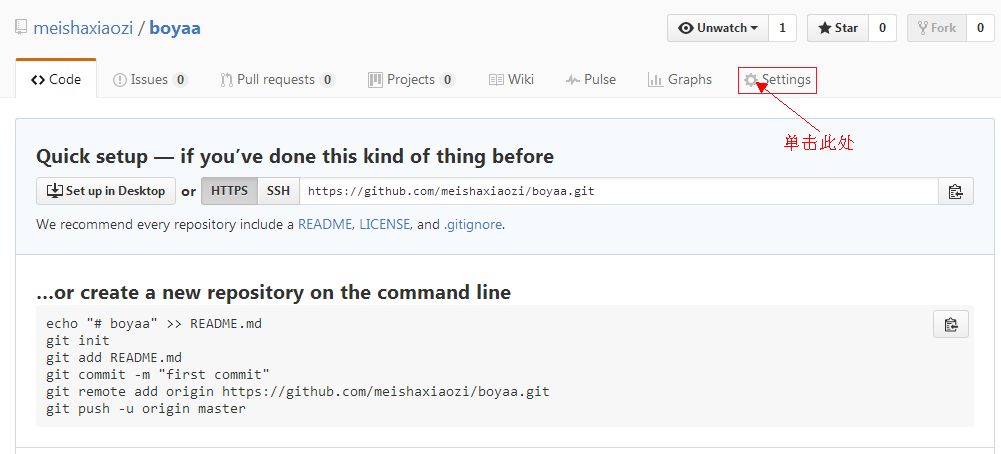 meishaxiaozi / boyaa
Unwatch 1 Star 0 Fork 0
Code Issues 0 Pull requests 0 Projects 0 Wiki Pulse Graphs Settings
单击此处
Quick setup — if you’ve done this kind of thing before
Set up in Desktop or HTTPS SSH https://github.com/meishaxiaozi/boyaa.git
We recommend every repository include a README, LICENSE, and .gitignore.
…or create a new repository on the command line
echo "# boyaa" >> README.md
git init
git add README.md
git commit -m "first commit"
git remote add origin https://github.com/meishaxiaozi/boyaa.git
git push -u origin master